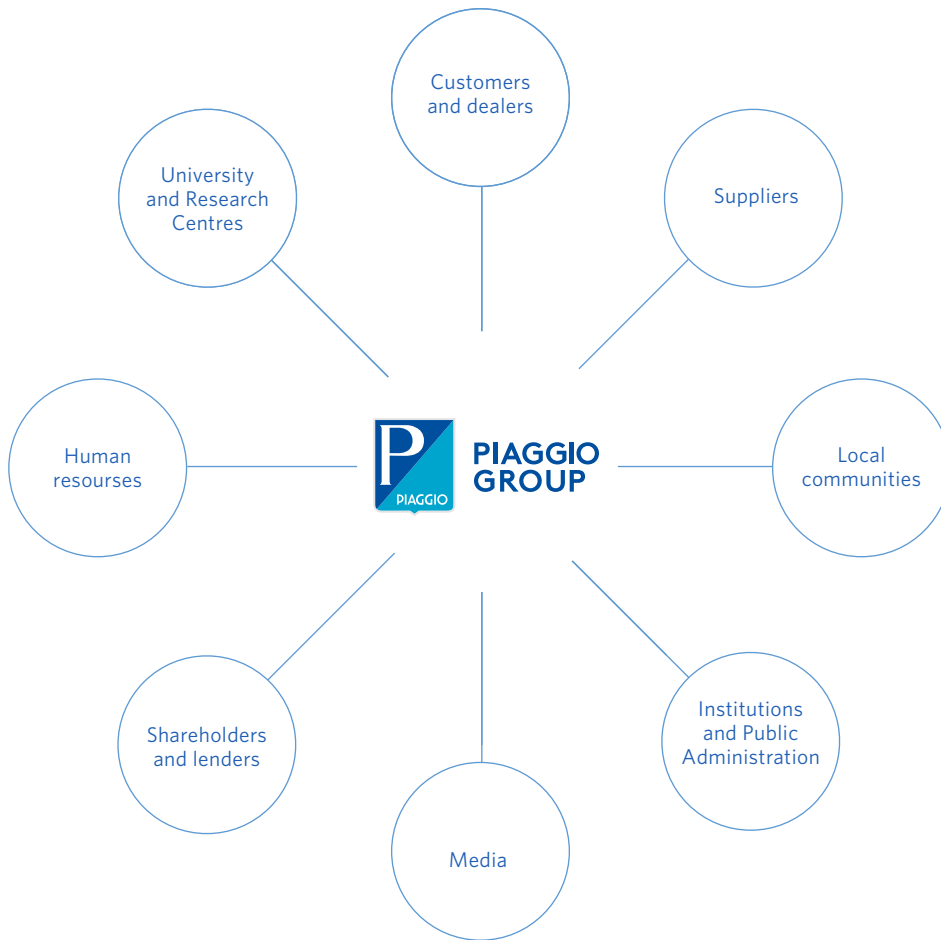 Customers
and dealers
University
and Research
Centres
Suppliers
Human
resourses
P
PIAGGIO
PIAGGIO
GROUP
Local
communities
Shareholders
and lenders
Institutions
and Public
Administration
Media